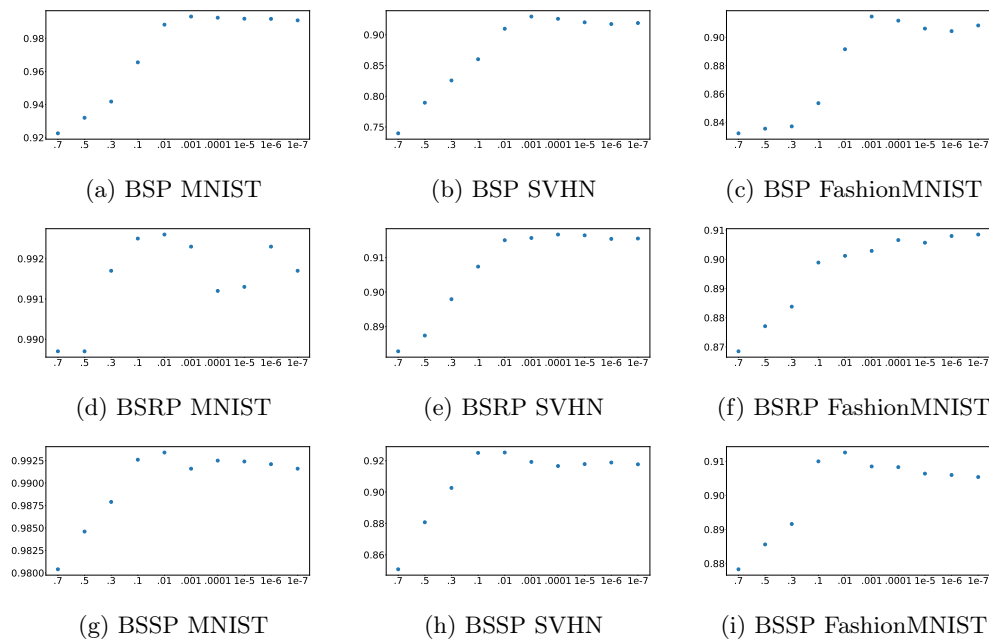 0.98
0.96
0.94
0.92
.7 .5 .3 .1 .01 .001 .0001 1e-5 1e-6 1e-7
(a) BSP MNIST
0.90
0.85
0.80
0.75
.7 .5 .3 .1 .01 .001 .0001 1e-5 1e-6 1e-7
(b) BSP SVHN
0.90
0.88
0.86
0.84
.7 .5 .3 .1 .01 .001 .0001 1e-5 1e-6 1e-7
(c) BSP FashionMNIST
0.992
0.991
0.990
.7 .5 .3 .1 .01 .001 .0001 1e-5 1e-6 1e-7
(d) BSRP MNIST
0.91
0.90
0.89
.7 .5 .3 .1 .01 .001 .0001 1e-5 1e-6 1e-7
(e) BSRP SVHN
0.91
0.90
0.89
0.88
0.87
.7 .5 .3 .1 .01 .001 .0001 1e-5 1e-6 1e-7
(f) BSRP FashionMNIST
0.9925
0.9900
0.9875
0.9850
0.9825
0.9800
.7 .5 .3 .1 .01 .001 .0001 1e-5 1e-6 1e-7
(g) BSSP MNIST
0.92
0.90
0.88
0.86
.7 .5 .3 .1 .01 .001 .0001 1e-5 1e-6 1e-7
(h) BSSP SVHN
0.91
0.90
0.89
0.88
.7 .5 .3 .1 .01 .001 .0001 1e-5 1e-6 1e-7
(i) BSSP FashionMNIST